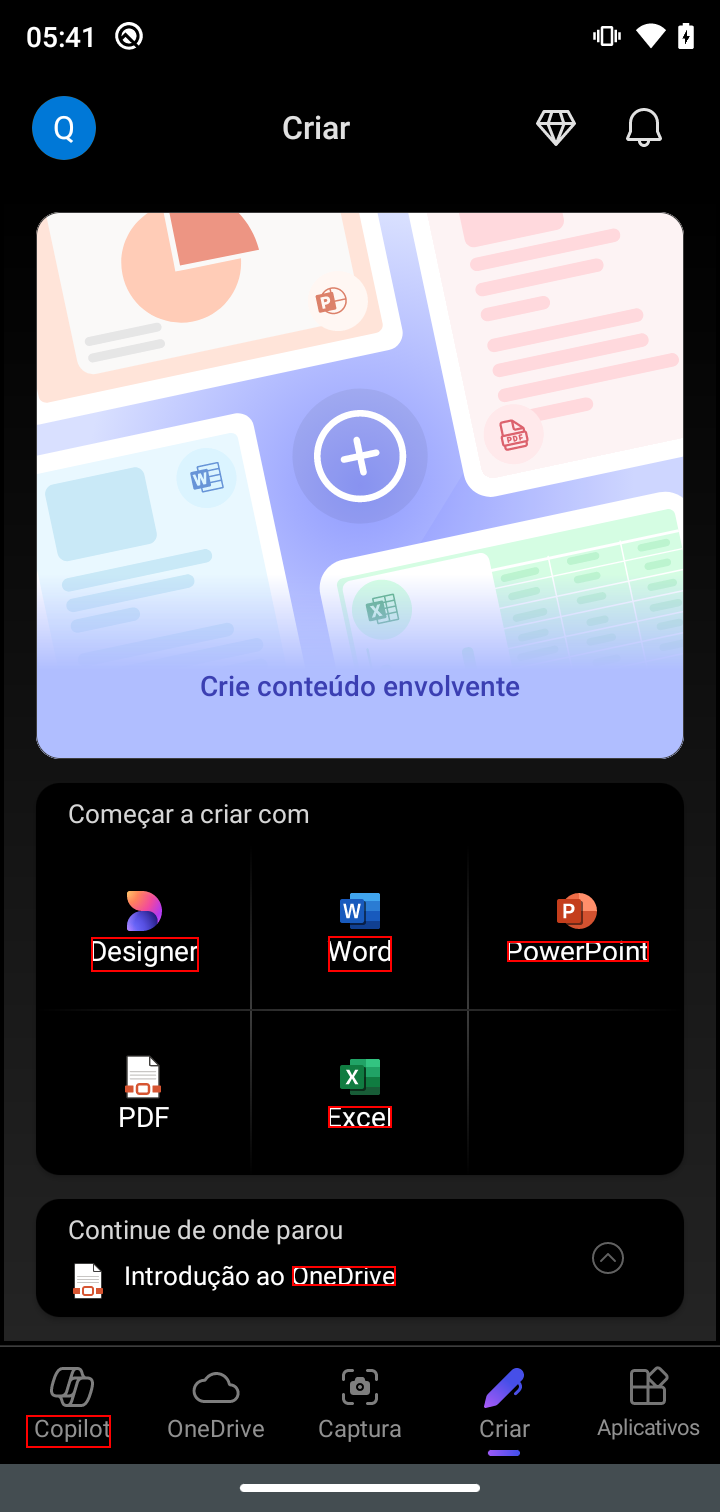 05:41
Q
Criar
P
PDF
W
X
Crie conteúdo envolvente
Começar a criar com
W
P
Designer
Word
PowerPoint
X
PDF
Excel
Continue de onde parou
Introdução ao OneDrive
Copilot
OneDrive
Captura
Criar
Aplicativos